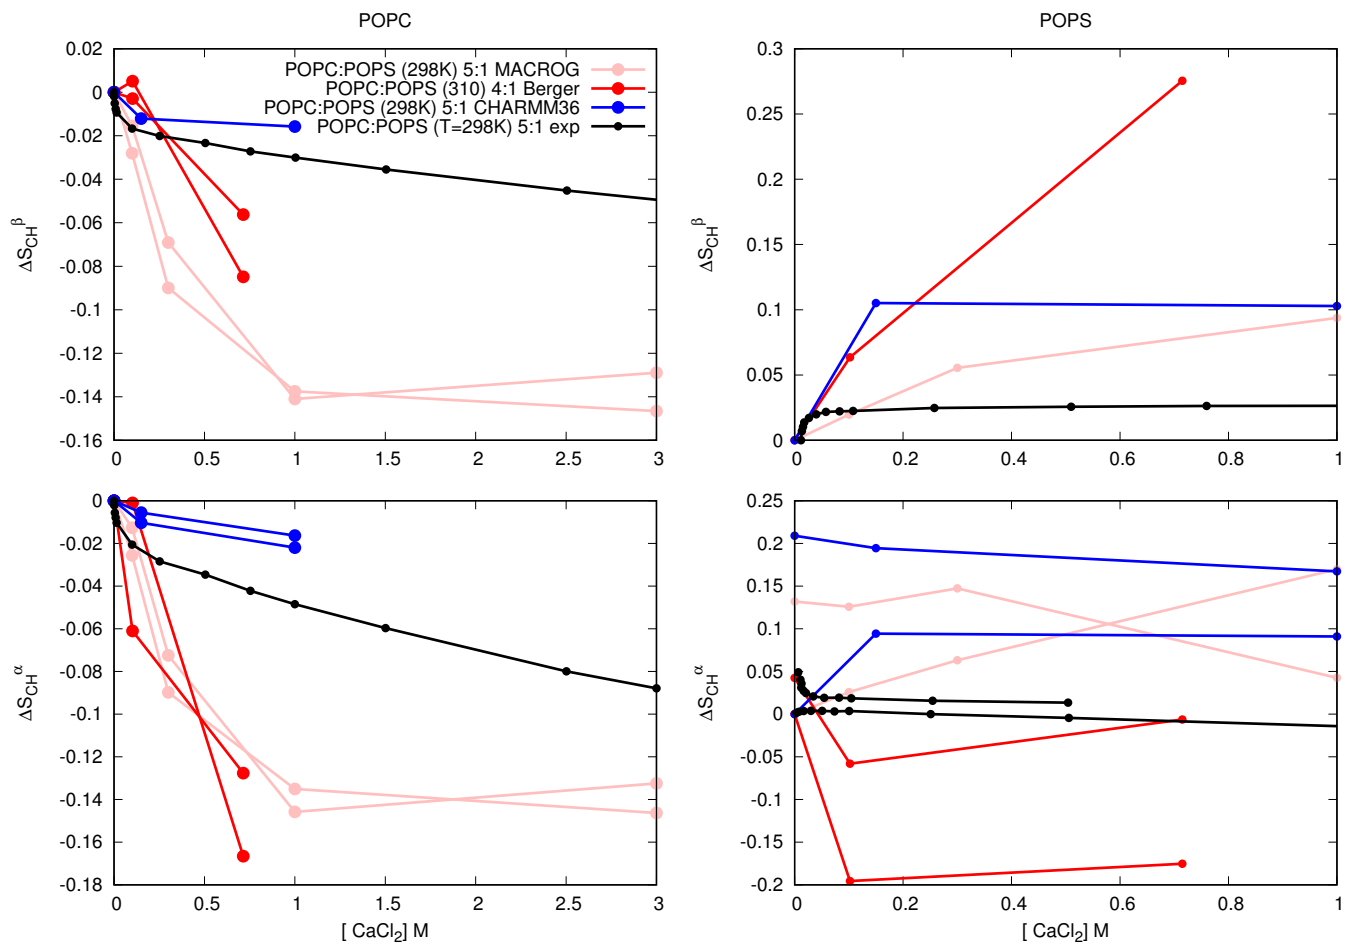 POPC
POPS
0.02
0
-0.02
-0.04
-0.06
-0.08
-0.1
-0.12
-0.14
-0.16
ΔS_CH^β
POPC:POPS (298K) 5:1 MACROG
POPC:POPS (310) 4:1 Berger
POPC:POPS (298K) 5:1 CHARMM36
POPC:POPS (T=298K) 5:1 exp
0 0.5 1 1.5 2 2.5 3
0.3
0.25
0.2
0.15
0.1
0.05
0
ΔS_CH^β
0 0.2 0.4 0.6 0.8 1
0
-0.02
-0.04
-0.06
-0.08
-0.1
-0.12
-0.14
-0.16
-0.18
ΔS_CH^α
0 0.5 1 1.5 2 2.5 3
[ CaCl₂] M
0.25
0.2
0.15
0.1
0.05
0
-0.05
-0.1
-0.15
-0.2
ΔS_CH^α
0 0.2 0.4 0.6 0.8 1
[ CaCl₂] M